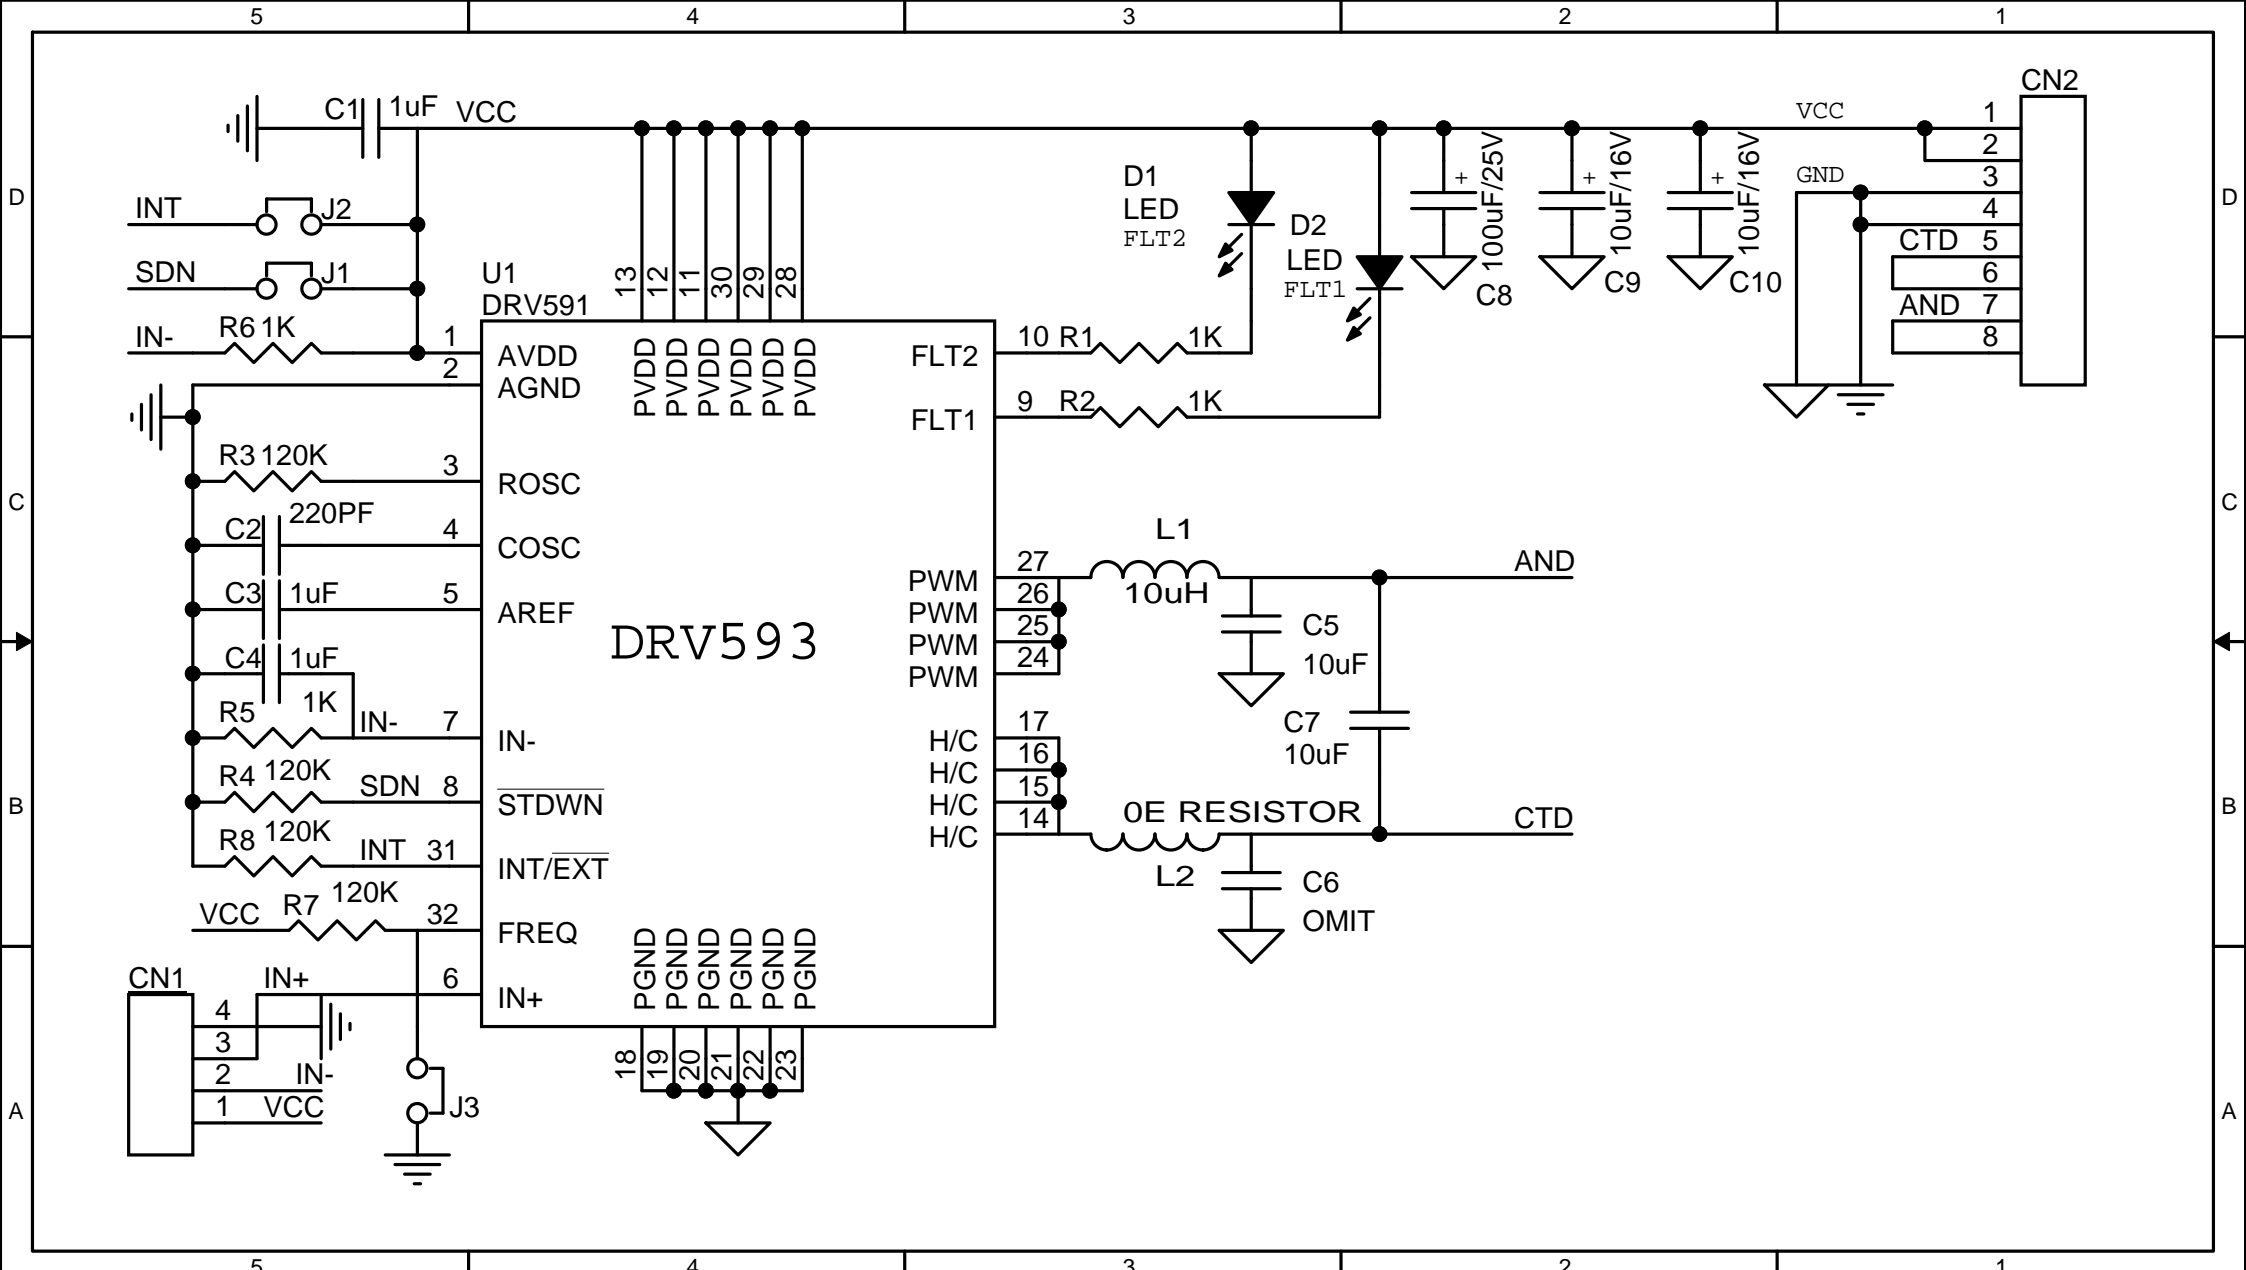 5 4 3 2 1
D
D
C
C
B
B
A
A
C1 1uF VCC
INT J2
SDN J1
IN- R6 1K
U1
DRV591
13 12 11 30 29 28
PVDD PVDD PVDD PVDD PVDD PVDD
1 AVDD
2 AGND
R3 120K 3 ROSC
C2 220PF 4 COSC
C3 1uF 5 AREF
C4 1uF
R5 1K IN- 7 IN-
R4 120K SDN 8 STDWN
R8 120K INT 31 INT/EXT
VCC R7 120K 32 FREQ
6 IN+
DRV593
CN1 IN+
4
3
2 IN-
1 VCC
J3
PGND PGND PGND PGND PGND PGND
18 19 20 21 22 23
FLT2 10 R1 1K
FLT1 9 R2 1K
D1
LED
FLT2
D2
LED
FLT1
+ 100uF/25V
C8
+ 10uF/16V
C9
+ 10uF/16V
C10
CN2
VCC 1
2
GND 3
4
CTD 5
6
AND 7
8
L1
10uH
PWM 27
PWM 26
PWM 25
PWM 24
AND
C5
10uF
C7
10uF
H/C 17
H/C 16
H/C 15
H/C 14
0E RESISTOR
CTD
L2
C6
OMIT
5 4 3 2 1